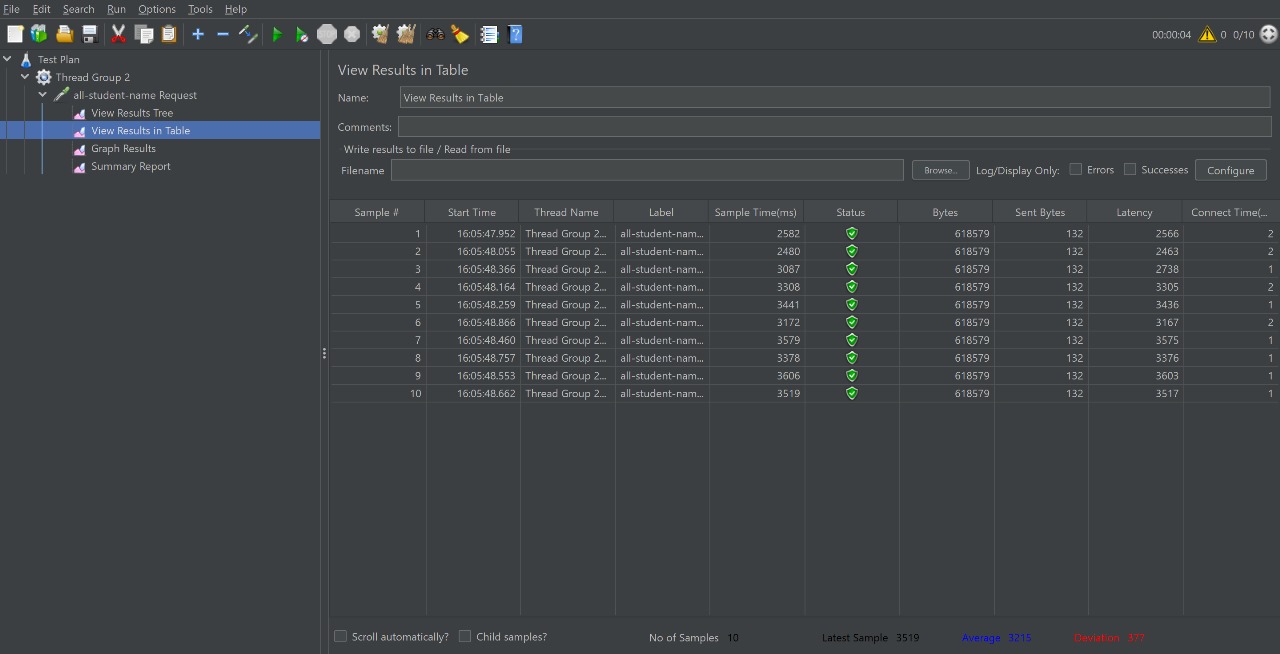 File Edit Search Run Options Tools Help
STOP
00:00:04 0 0/10
Test Plan
Thread Group 2
all-student-name Request
View Results Tree
View Results in Table
Graph Results
Summary Report
View Results in Table
Name: View Results in Table
Comments:
Write results to file / Read from file
Filename Browse... Log/Display Only: Errors Successes Configure
Sample # Start Time Thread Name Label Sample Time(ms) Status Bytes Sent Bytes Latency Connect Time(...
1 16:05:47.952 Thread Group 2... all-student-nam... 2582 618579 132 2566 2
2 16:05:48.055 Thread Group 2... all-student-nam... 2480 618579 132 2463 2
3 16:05:48.366 Thread Group 2... all-student-nam... 3087 618579 132 2738 1
4 16:05:48.164 Thread Group 2... all-student-nam... 3308 618579 132 3305 2
5 16:05:48.259 Thread Group 2... all-student-nam... 3441 618579 132 3436 1
6 16:05:48.866 Thread Group 2... all-student-nam... 3172 618579 132 3167 2
7 16:05:48.460 Thread Group 2... all-student-nam... 3579 618579 132 3575 1
8 16:05:48.757 Thread Group 2... all-student-nam... 3378 618579 132 3376 1
9 16:05:48.553 Thread Group 2... all-student-nam... 3606 618579 132 3603 1
10 16:05:48.662 Thread Group 2... all-student-nam... 3519 618579 132 3517 1
Scroll automatically? Child samples? No of Samples 10 Latest Sample 3519 Average 3215 Deviation 377